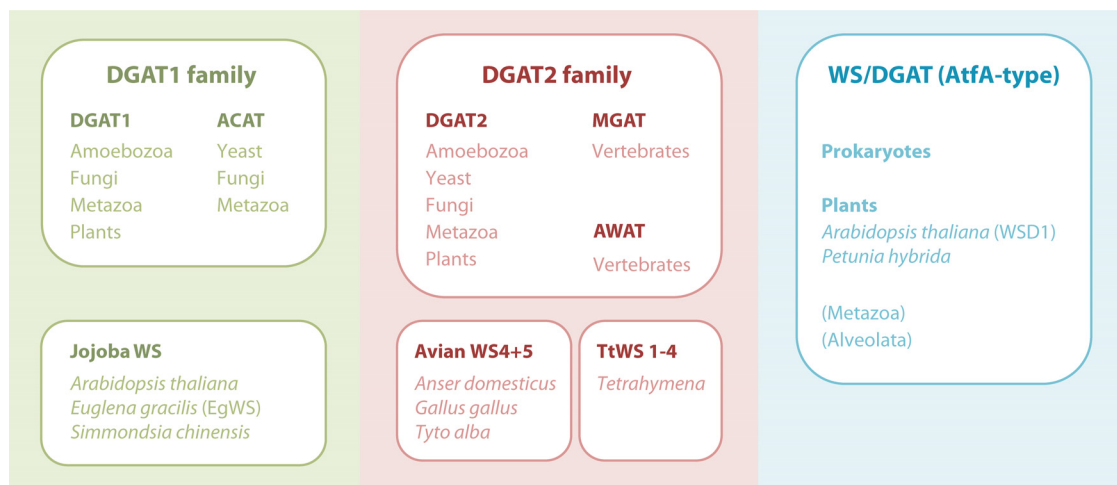 DGAT1 family
DGAT1
Amoebozoa
Fungi
Metazoa
Plants
ACAT
Yeast
Fungi
Metazoa
Jojoba WS
Arabidopsis thaliana
Euglena gracilis (EgWS)
Simmondsia chinensis
DGAT2 family
DGAT2
Amoebozoa
Yeast
Fungi
Metazoa
Plants
MGAT
Vertebrates
AWAT
Vertebrates
Avian WS4+5
Anser domesticus
Gallus gallus
Tyto alba
TtWS 1-4
Tetrahymena
WS/DGAT (AtfA-type)
Prokaryotes
Plants
Arabidopsis thaliana (WSD1)
Petunia hybrida
(Metazoa)
(Alveolata)